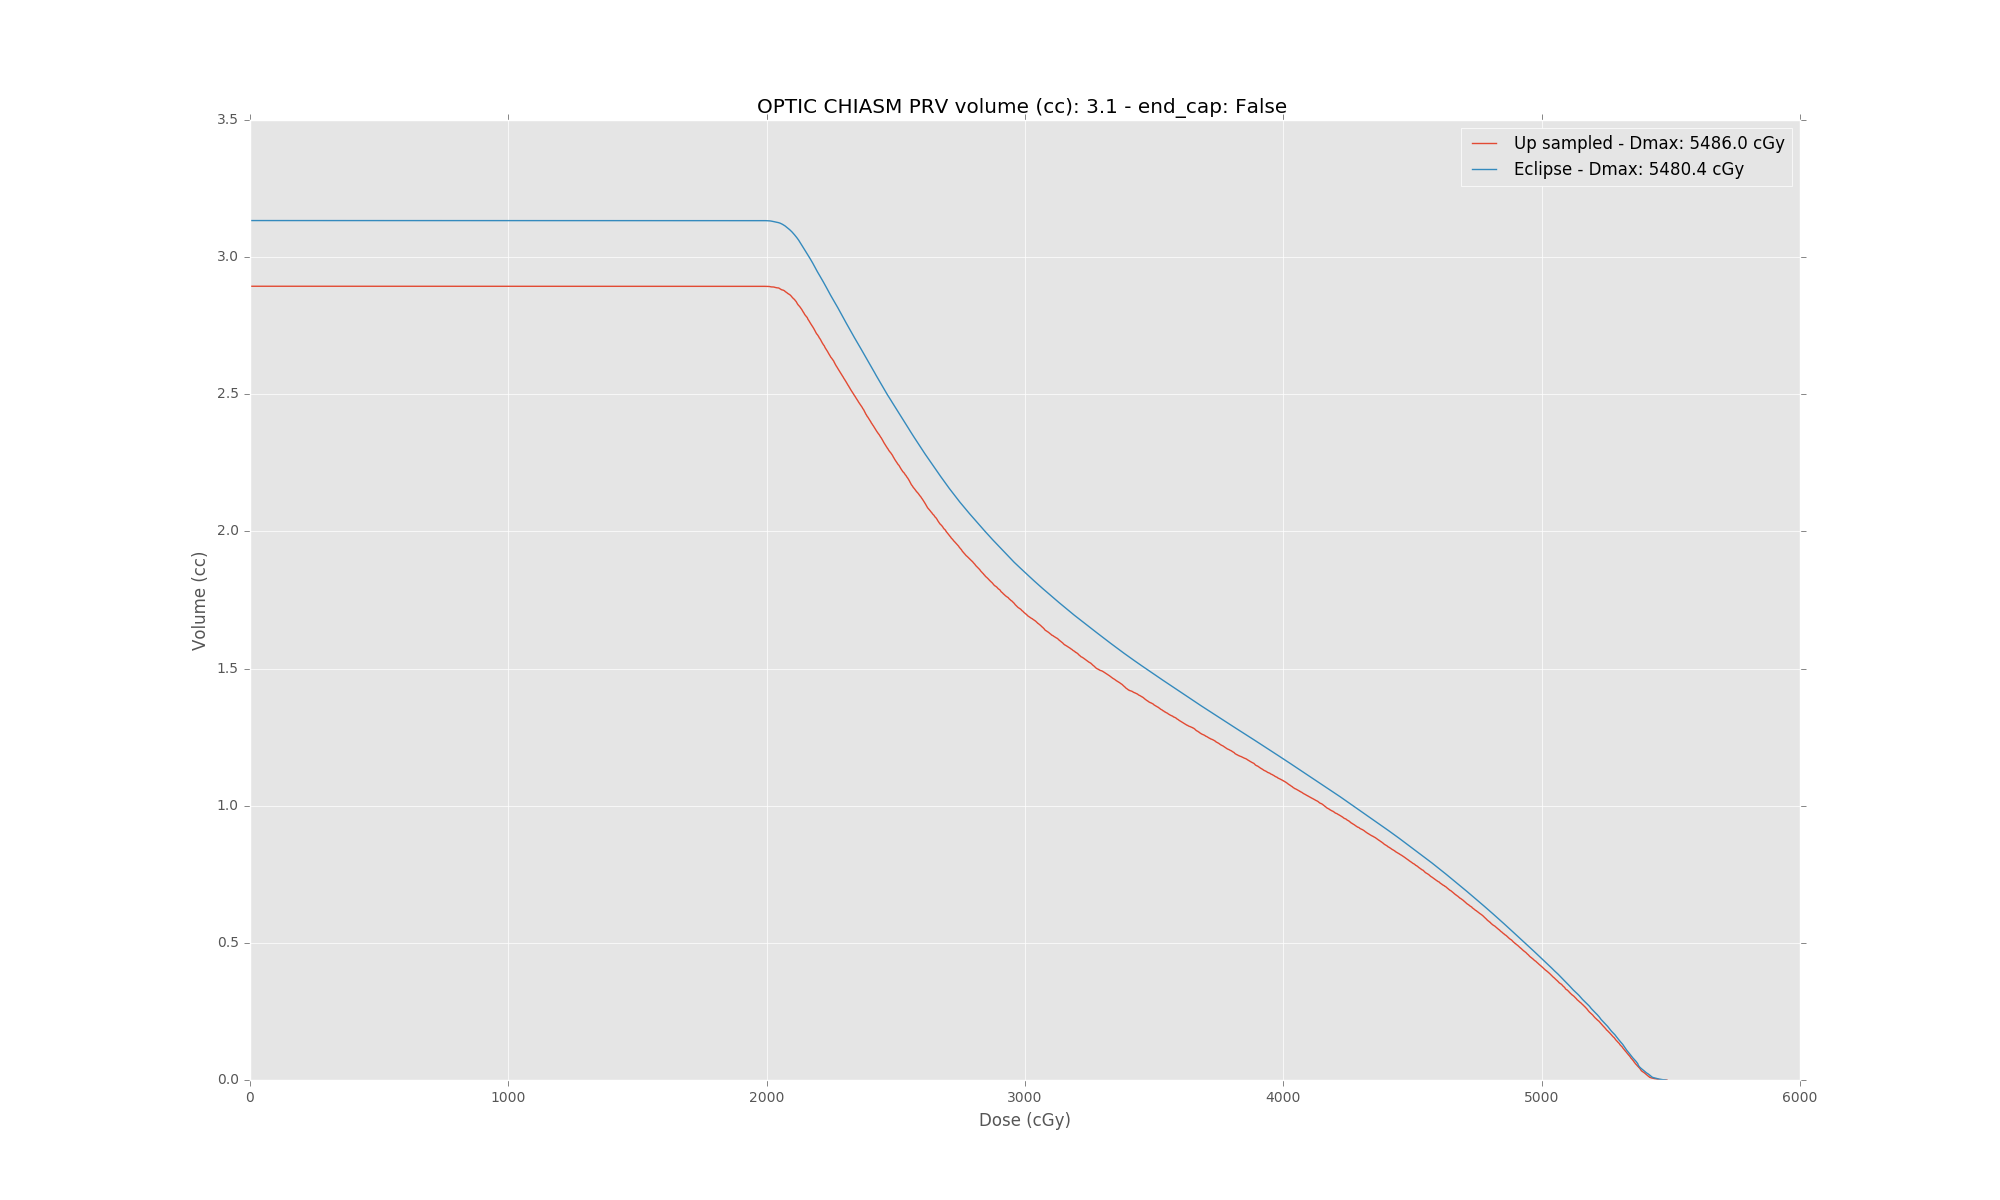 OPTIC CHIASM PRV volume (cc): 3.1 - end_cap: False
Up sampled - Dmax: 5486.0 cGy
Eclipse - Dmax: 5480.4 cGy
3.5
3.0
2.5
2.0
1.5
1.0
0.5
0.0
Volume (cc)
0 1000 2000 3000 4000 5000 6000
Dose (cGy)